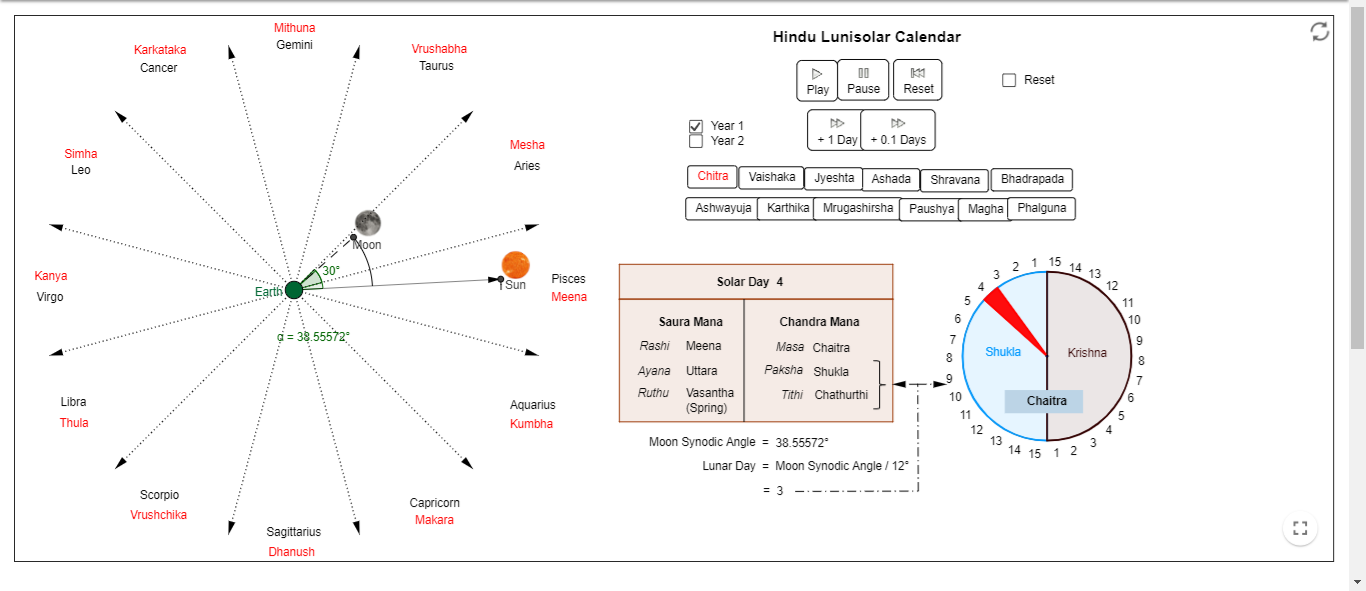 Hindu Lunisolar Calendar
Play
Pause
Reset
Reset
Year 1
Year 2
+ 1 Day
+ 0.1 Days
Chitra
Vaishaka
Jyeshta
Ashada
Shravana
Bhadrapada
Ashwayuja
Karthika
Mrugashirsha
Paushya
Magha
Phalguna
Mithuna
Gemini
Karkataka
Cancer
Vrushabha
Taurus
Simha
Leo
Mesha
Aries
Kanya
Virgo
Pisces
Meena
Libra
Thula
Aquarius
Kumbha
Scorpio
Vrushchika
Capricorn
Makara
Sagittarius
Dhanush
Moon
Sun
Earth
30°
α = 38.55572°
Solar Day 4
Saura Mana
Rashi Meena
Ayana Uttara
Ruthu Vasantha
(Spring)
Chandra Mana
Masa Chaitra
Paksha Shukla
Tithi Chathurthi
Moon Synodic Angle = 38.55572°
Lunar Day = Moon Synodic Angle / 12°
= 3
Shukla
Krishna
Chaitra
1
2
3
4
5
6
7
8
9
10
11
12
13
14
15
15
14
13
12
11
10
9
8
7
6
5
4
3
2
1